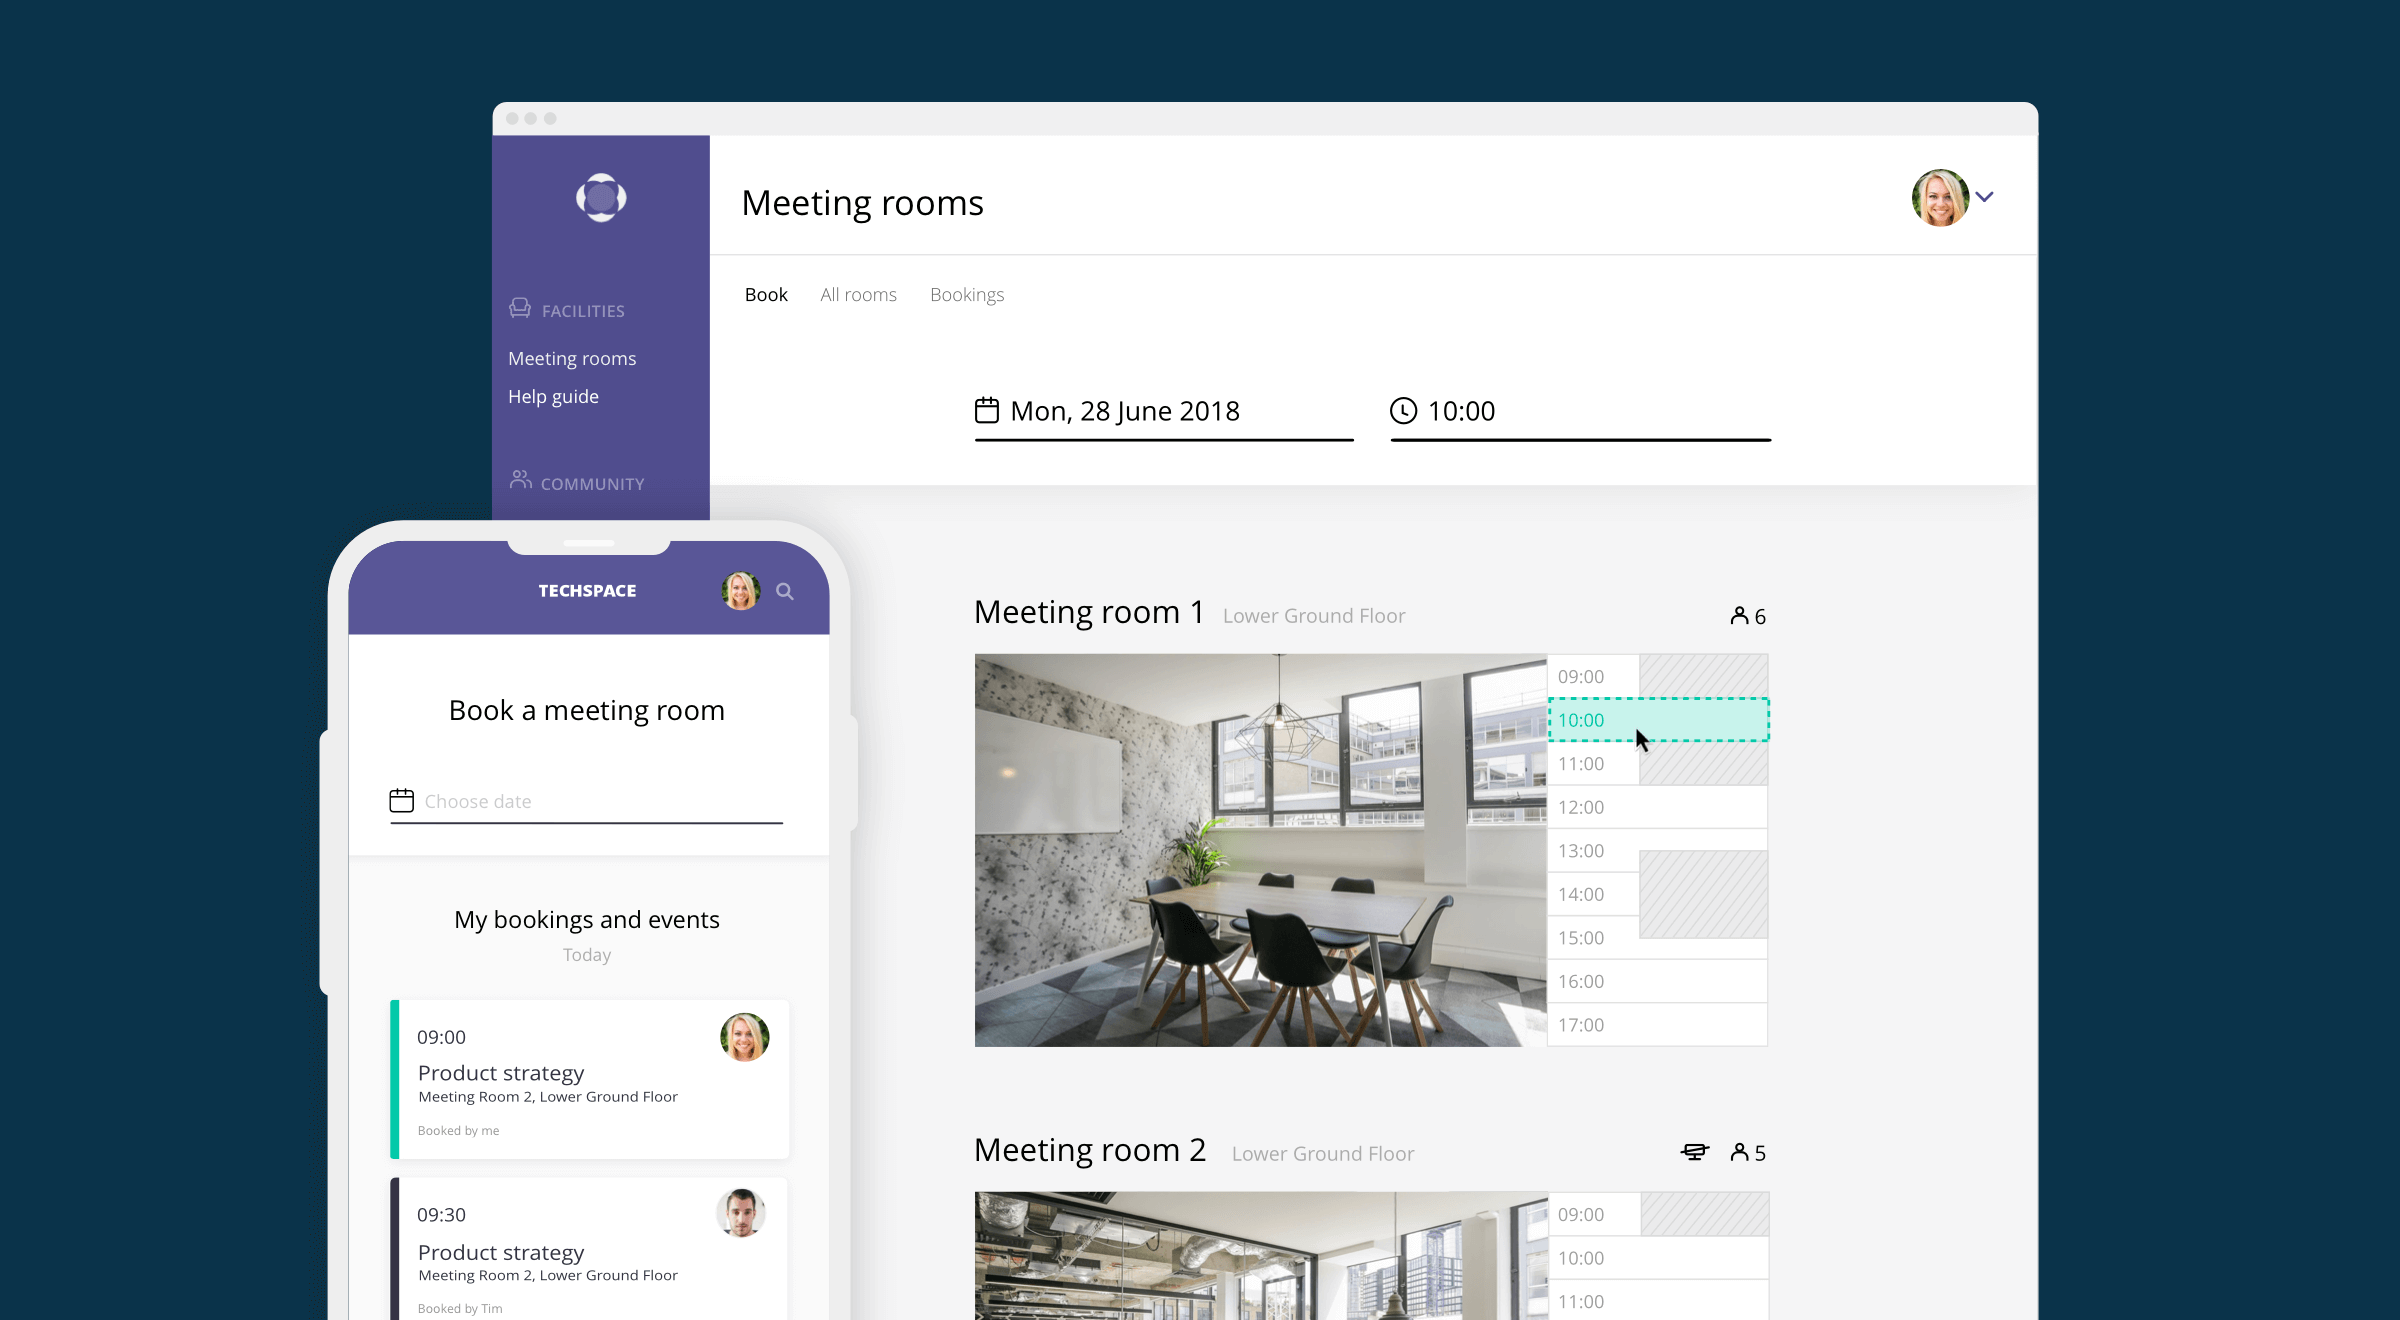 Meeting rooms
FACILITIES
Meeting rooms
Help guide
COMMUNITY
Book All rooms Bookings
Mon, 28 June 2018 10:00
Meeting room 1 Lower Ground Floor 6
09:00
10:00
11:00
12:00
13:00
14:00
15:00
16:00
17:00
Meeting room 2 Lower Ground Floor 5
09:00
10:00
11:00
TECHSPACE
Book a meeting room
Choose date
My bookings and events
Today
09:00
Product strategy
Meeting Room 2, Lower Ground Floor
Booked by me
09:30
Product strategy
Meeting Room 2, Lower Ground Floor
Booked by Tim